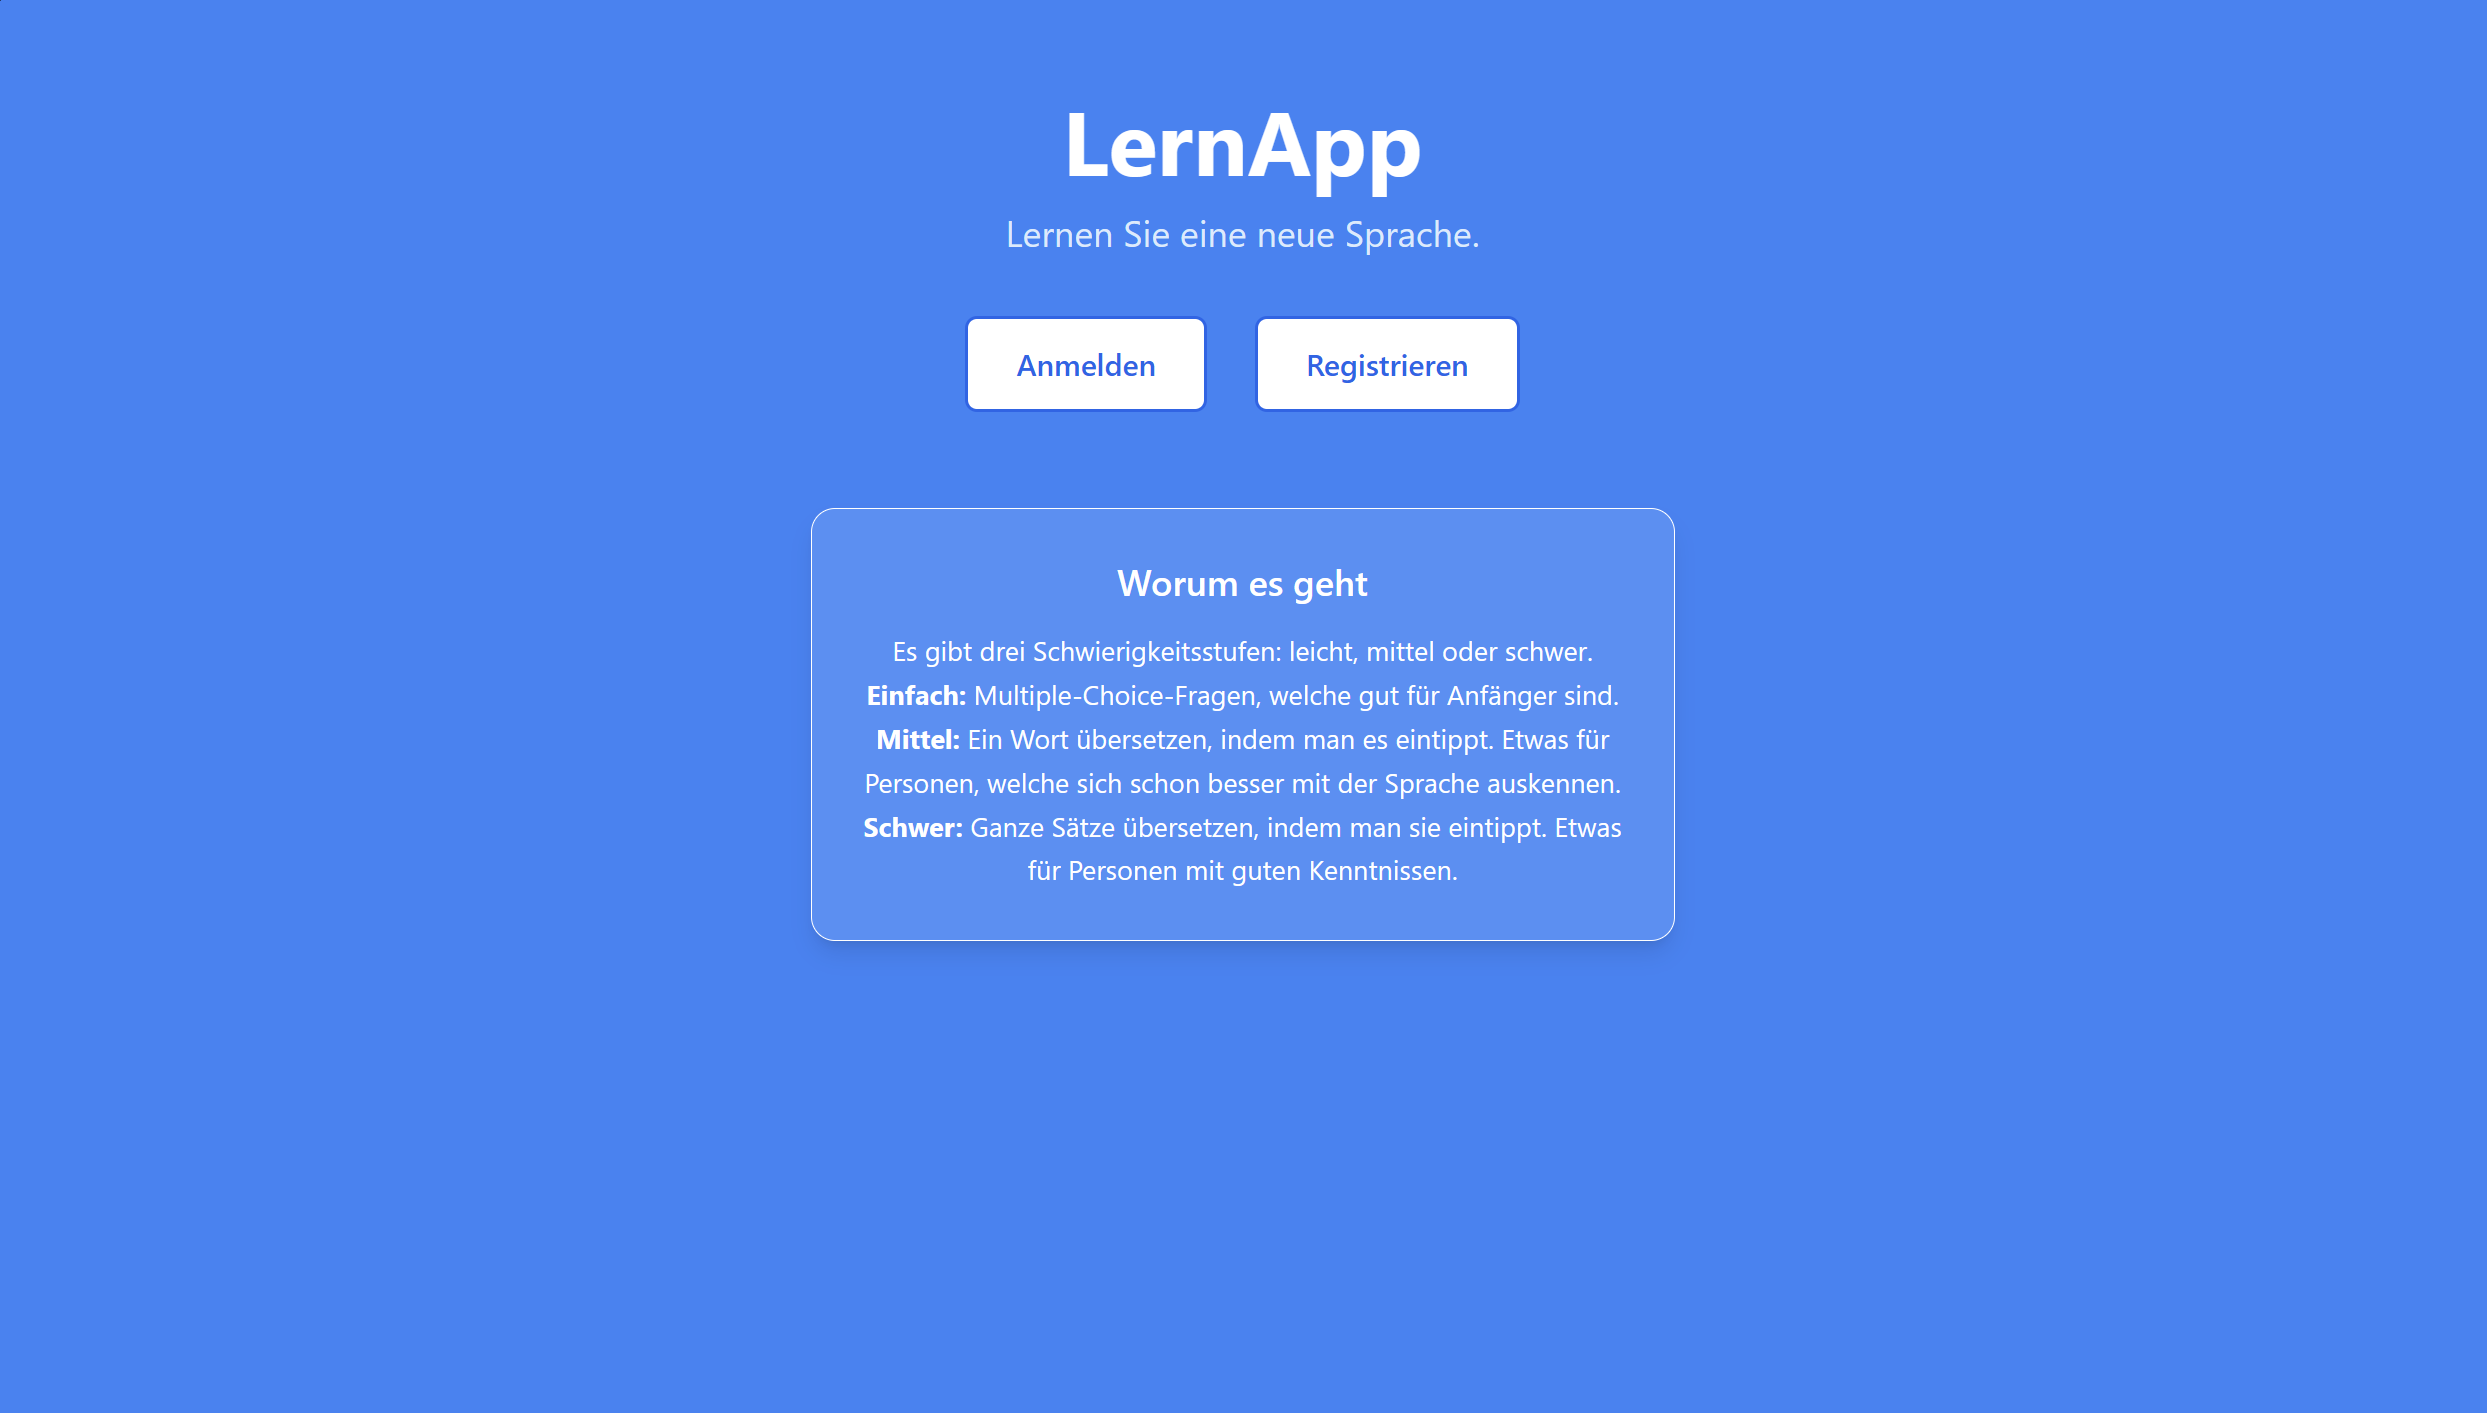 LernApp
Lernen Sie eine neue Sprache.
Anmelden
Registrieren
Worum es geht
Es gibt drei Schwierigkeitsstufen: leicht, mittel oder schwer.
Einfach: Multiple-Choice-Fragen, welche gut für Anfänger sind.
Mittel: Ein Wort übersetzen, indem man es eintippt. Etwas für
Personen, welche sich schon besser mit der Sprache auskennen.
Schwer: Ganze Sätze übersetzen, indem man sie eintippt. Etwas
für Personen mit guten Kenntnissen.